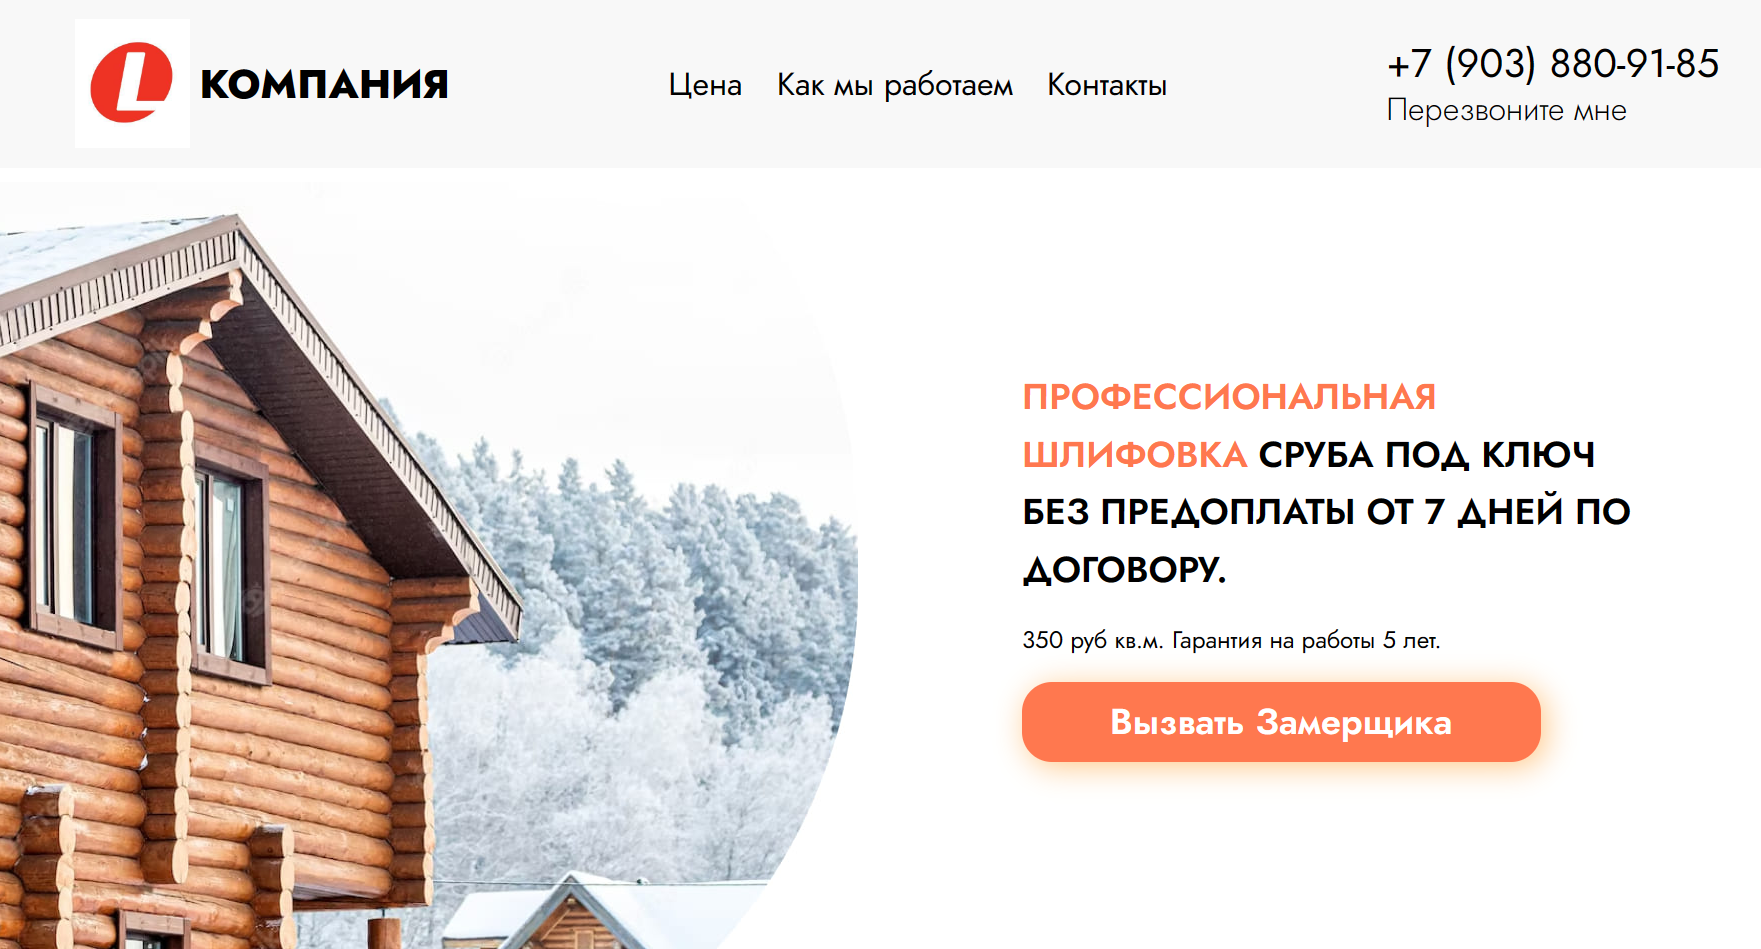 L КОМПАНИЯ
Цена Как мы работаем Контакты
+7 (903) 880-91-85
Перезвоните мне
ПРОФЕССИОНАЛЬНАЯ
ШЛИФОВКА СРУБА ПОД КЛЮЧ
БЕЗ ПРЕДОПЛАТЫ ОТ 7 ДНЕЙ ПО
ДОГОВОРУ.
350 руб кв.м. Гарантия на работы 5 лет.
Вызвать Замерщика